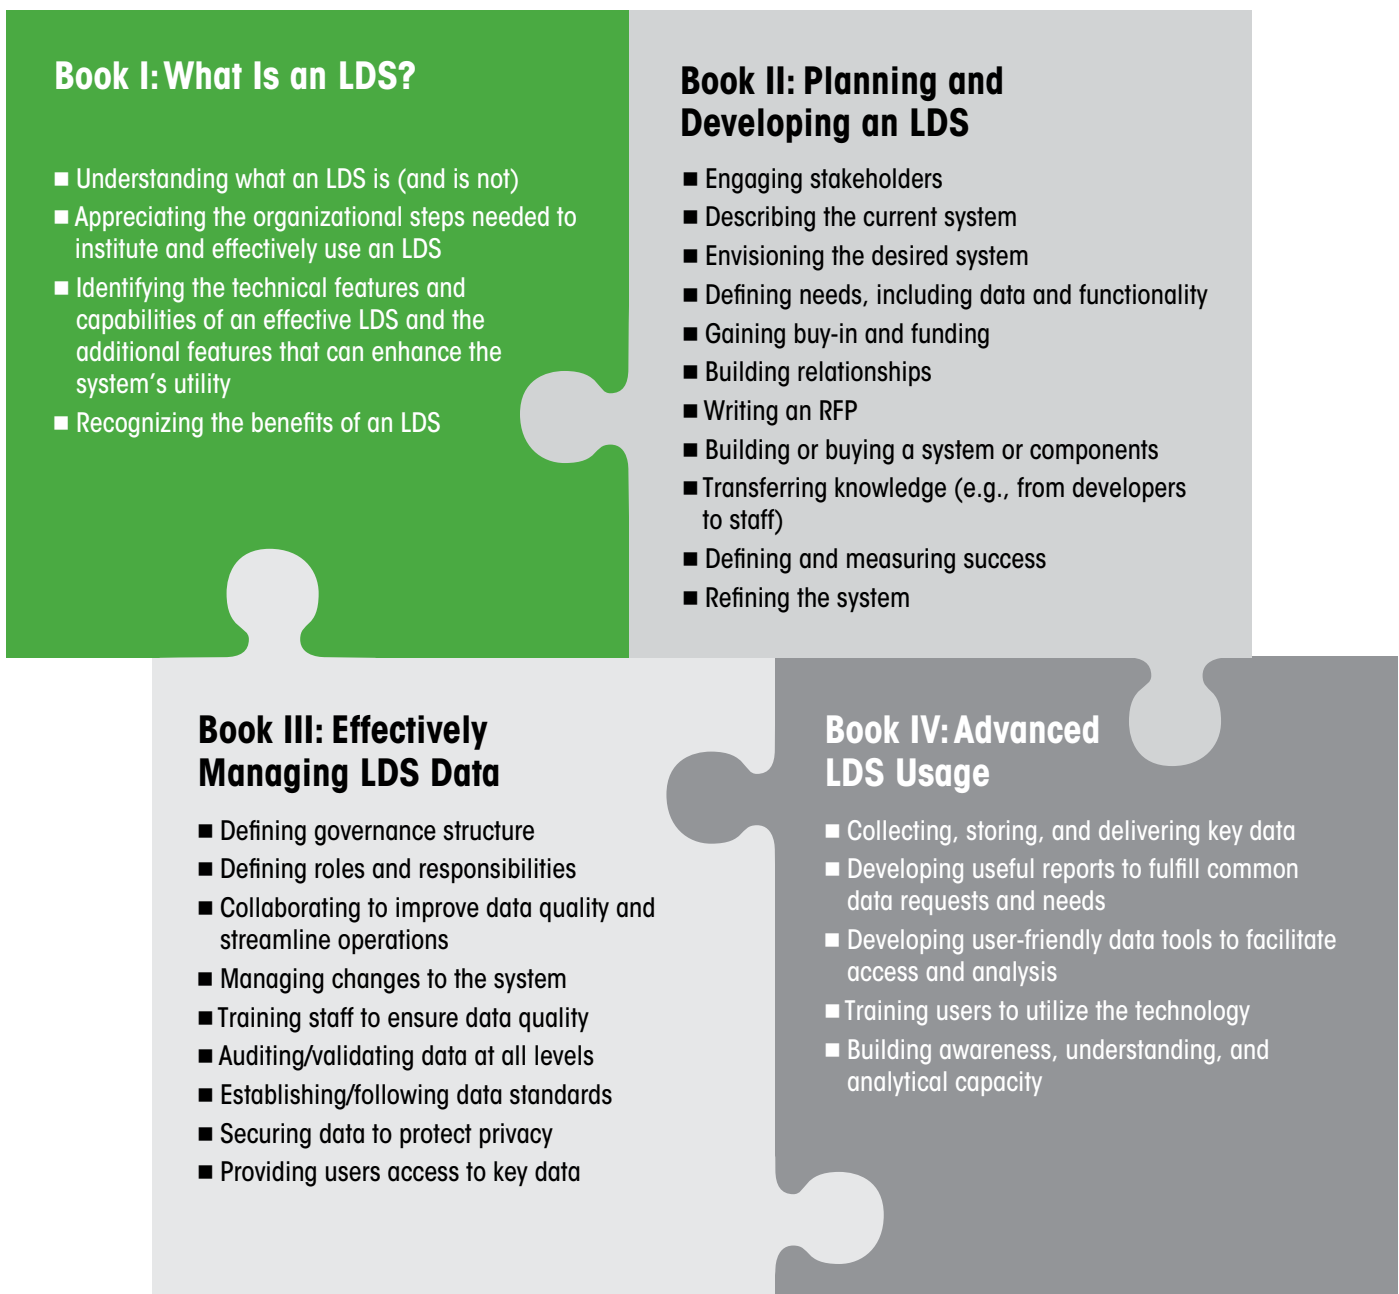 Book I: What Is an LDS?
■ Understanding what an LDS is (and is not)
■ Appreciating the organizational steps needed to
institute and effectively use an LDS
■ Identifying the technical features and
capabilities of an effective LDS and the
additional features that can enhance the
system's utility
■ Recognizing the benefits of an LDS
Book II: Planning and
Developing an LDS
■ Engaging stakeholders
■ Describing the current system
■ Envisioning the desired system
■ Defining needs, including data and functionality
■ Gaining buy-in and funding
■ Building relationships
■ Writing an RFP
■ Building or buying a system or components
■ Transferring knowledge (e.g., from developers
to staff)
■ Defining and measuring success
■ Refining the system
Book III: Effectively
Managing LDS Data
■ Defining governance structure
■ Defining roles and responsibilities
■ Collaborating to improve data quality and
streamline operations
■ Managing changes to the system
■ Training staff to ensure data quality
■ Auditing/validating data at all levels
■ Establishing/following data standards
■ Securing data to protect privacy
■ Providing users access to key data
Book IV: Advanced
LDS Usage
■ Collecting, storing, and delivering key data
■ Developing useful reports to fulfill common
data requests and needs
■ Developing user-friendly data tools to facilitate
access and analysis
■ Training users to utilize the technology
■ Building awareness, understanding, and
analytical capacity